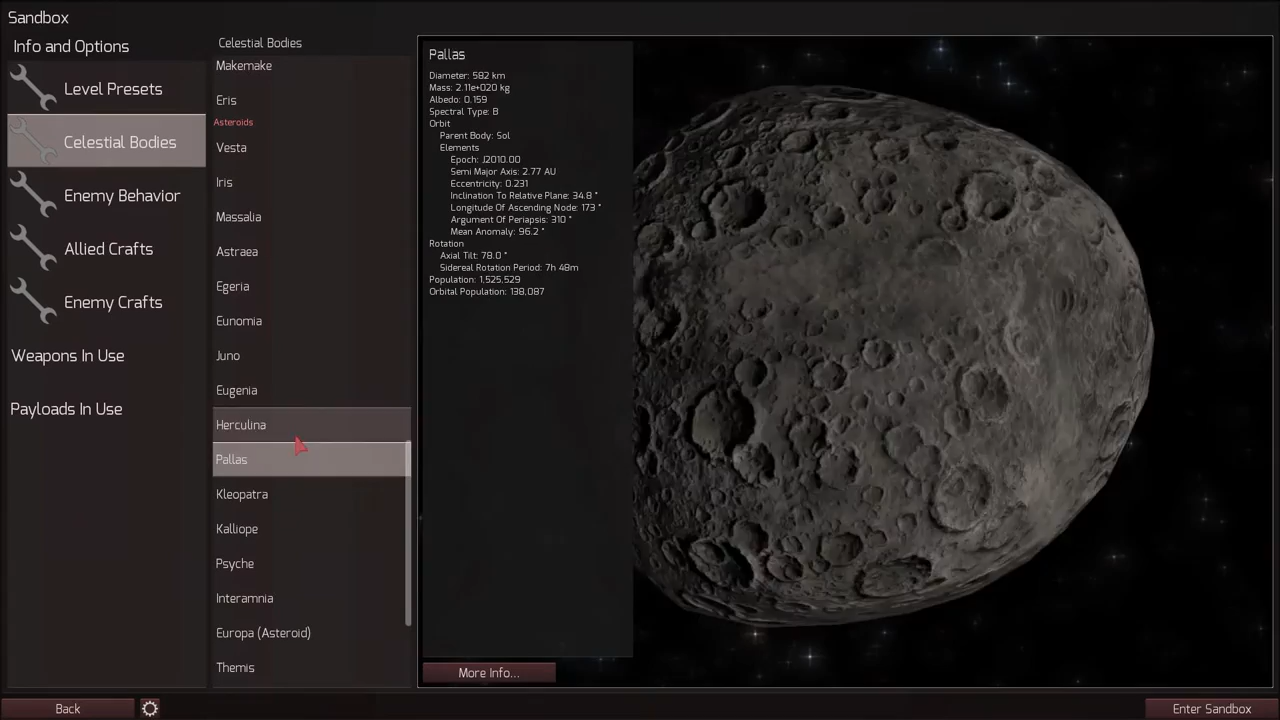 Sandbox
Info and Options
Level Presets
Celestial Bodies
Enemy Behavior
Allied Crafts
Enemy Crafts
Weapons In Use
Payloads In Use
Celestial Bodies
Makemake
Eris
Asteroids
Vesta
Iris
Massalia
Astraea
Egeria
Eunomia
Juno
Eugenia
Herculina
Pallas
Kleopatra
Kalliope
Psyche
Interamnia
Europa (Asteroid)
Themis
Pallas
Diameter: 582 km
Mass: 2.11e+020 kg
Albedo: 0.159
Spectral Type: B
Orbit
Parent Body: Sol
Elements
Epoch: J2010.00
Semi Major Axis: 2.77 AU
Eccentricity: 0.231
Inclination To Relative Plane: 34.8 °
Longitude Of Ascending Node: 173 °
Argument Of Periapsis: 310 °
Mean Anomaly: 96.2 °
Rotation
Axial Tilt: 78.0 °
Sidereal Rotation Period: 7h 48m
Population: 1,525,529
Orbital Population: 138,087
More Info...
Back
Enter Sandbox